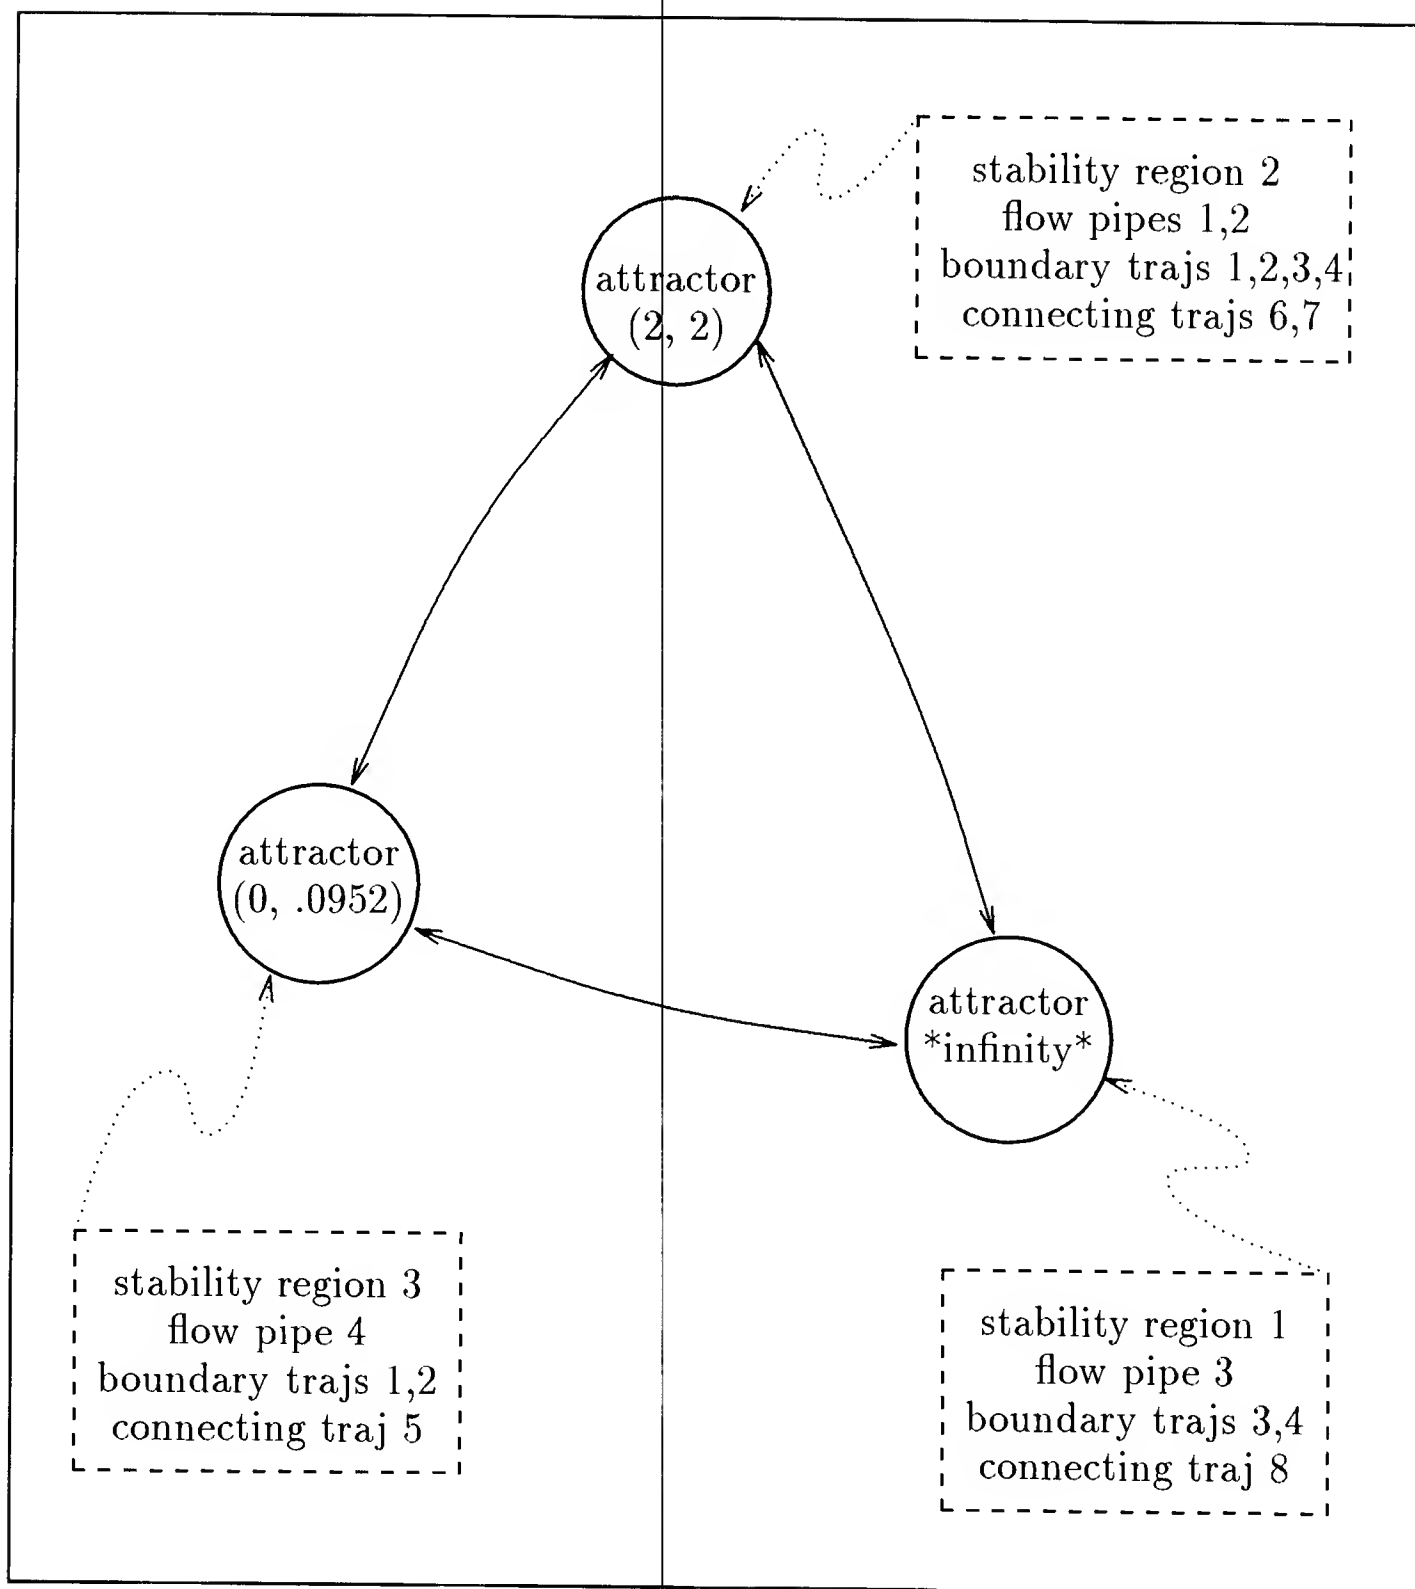 stability region 2
flow pipes 1,2
boundary trajs 1,2,3,4
connecting trajs 6,7
attractor
(2, 2)
attractor
(0, .0952)
attractor
*infinity*
stability region 3
flow pipe 4
boundary trajs 1,2
connecting traj 5
stability region 1
flow pipe 3
boundary trajs 3,4
connecting traj 8